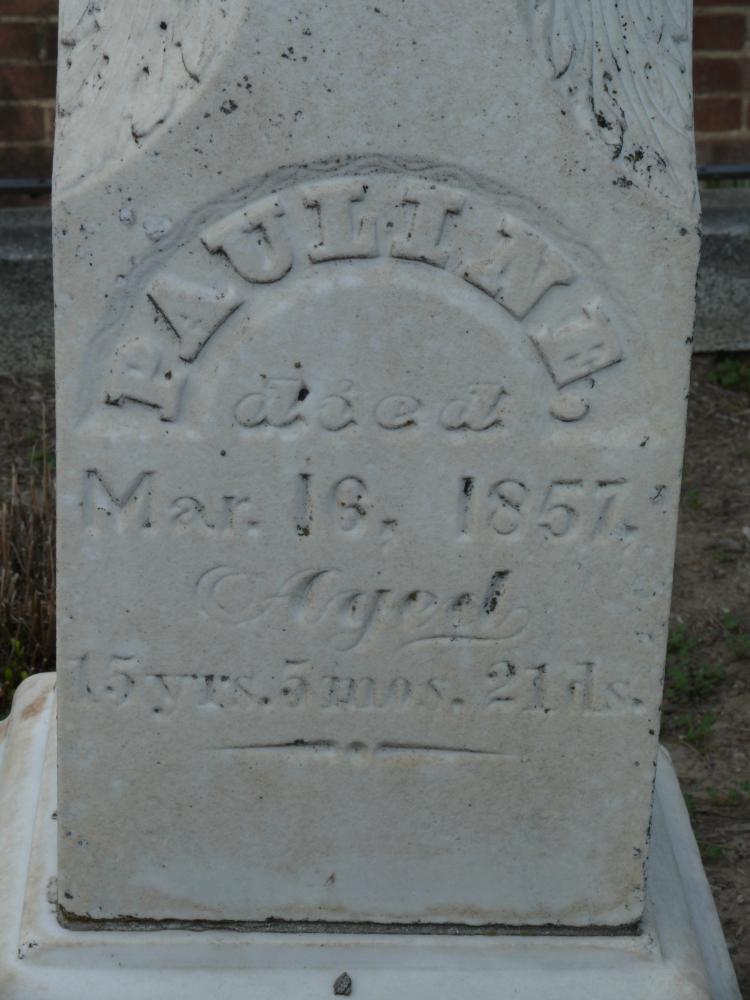 PAULINE,
died
Mar. 16, 1857,
Aged
15 yrs. 5 mos. 21 ds.